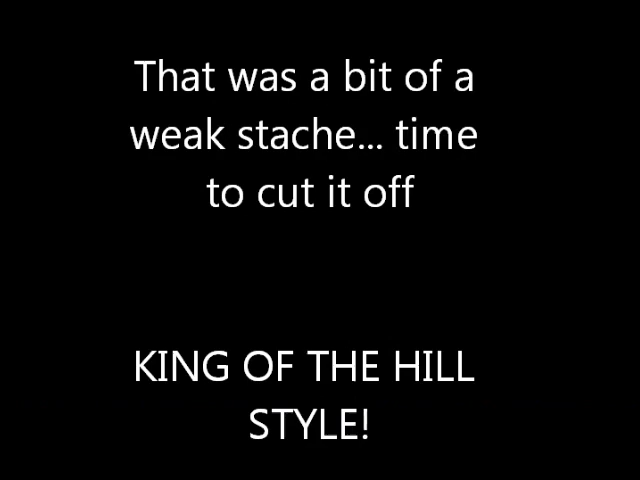 That was a bit of a
weak stache... time
to cut it off
KING OF THE HILL
STYLE!